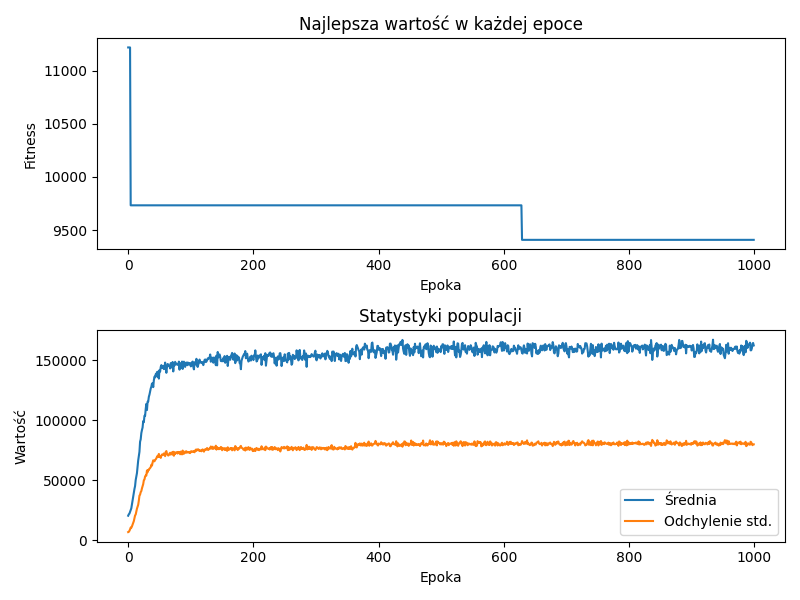 Najlepsza wartość w każdej epoce
11000
10500
10000
9500
Fitness
0 200 400 600 800 1000
Epoka
Statystyki populacji
150000
100000
50000
0
Wartość
Średnia
Odchylenie std.
0 200 400 600 800 1000
Epoka